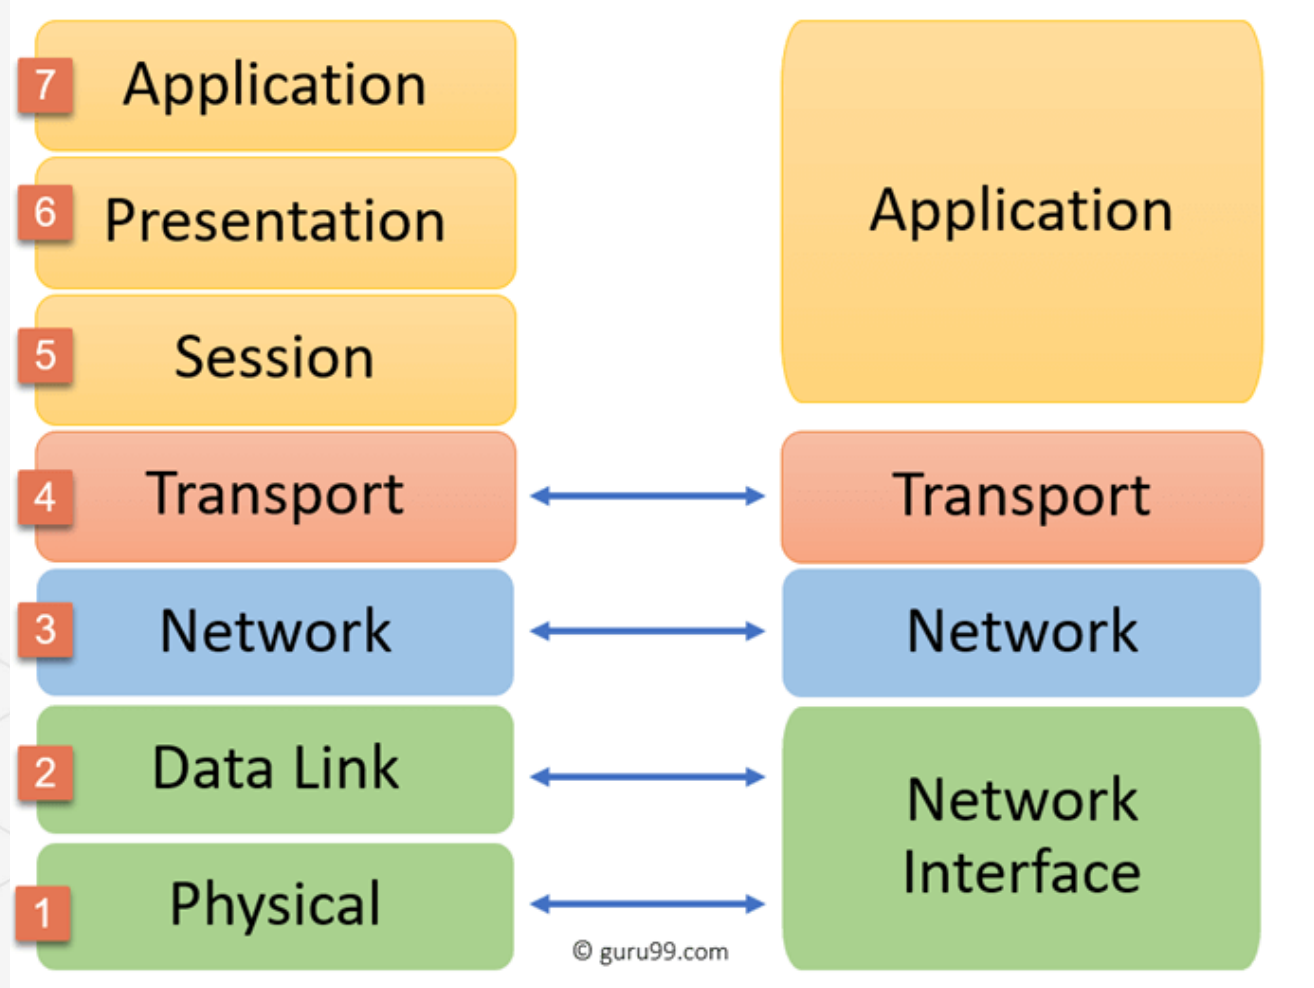 7 Application
6 Presentation
5 Session
4 Transport
3 Network
2 Data Link
1 Physical
Application
Transport
Network
Network
Interface
© guru99.com